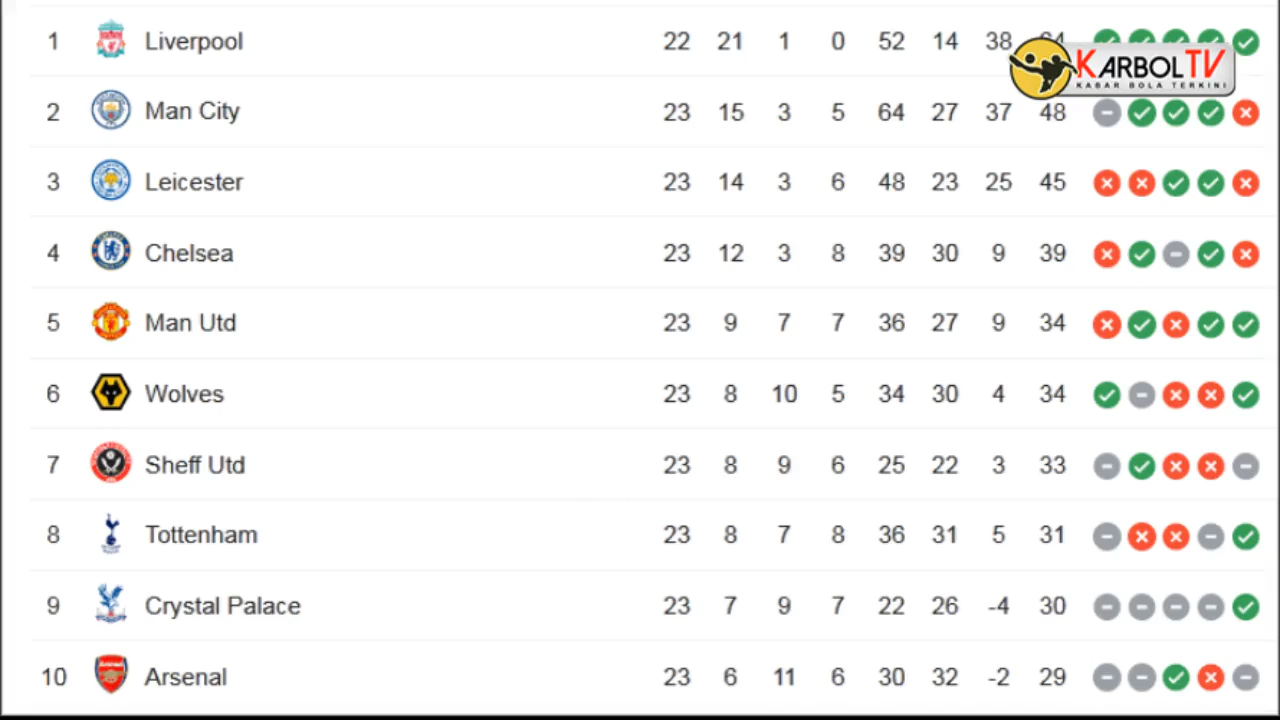 1 Liverpool 22 21 1 0 52 14 38 64
KARBOLTV
KABAR BOLA TERKINI
2 Man City 23 15 3 5 64 27 37 48
3 Leicester 23 14 3 6 48 23 25 45
4 Chelsea 23 12 3 8 39 30 9 39
5 Man Utd 23 9 7 7 36 27 9 34
6 Wolves 23 8 10 5 34 30 4 34
7 Sheff Utd 23 8 9 6 25 22 3 33
8 Tottenham 23 8 7 8 36 31 5 31
9 Crystal Palace 23 7 9 7 22 26 -4 30
10 Arsenal 23 6 11 6 30 32 -2 29